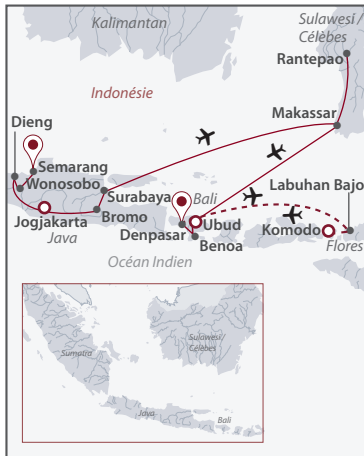 Kalimantan
Sulawesi /
Célèbes
Rantepao
Indonésie
Dieng
Makassar
Semarang
Wonosobo
Surabaya
Bali
Labuhan Bajo
Jogjakarta
Bromo
Denpasar
Ubud
Komodo
Java
Benoa
Flores
Océan Indien
Sumatra
Sulawesi/
Célèbes
Java
Bali